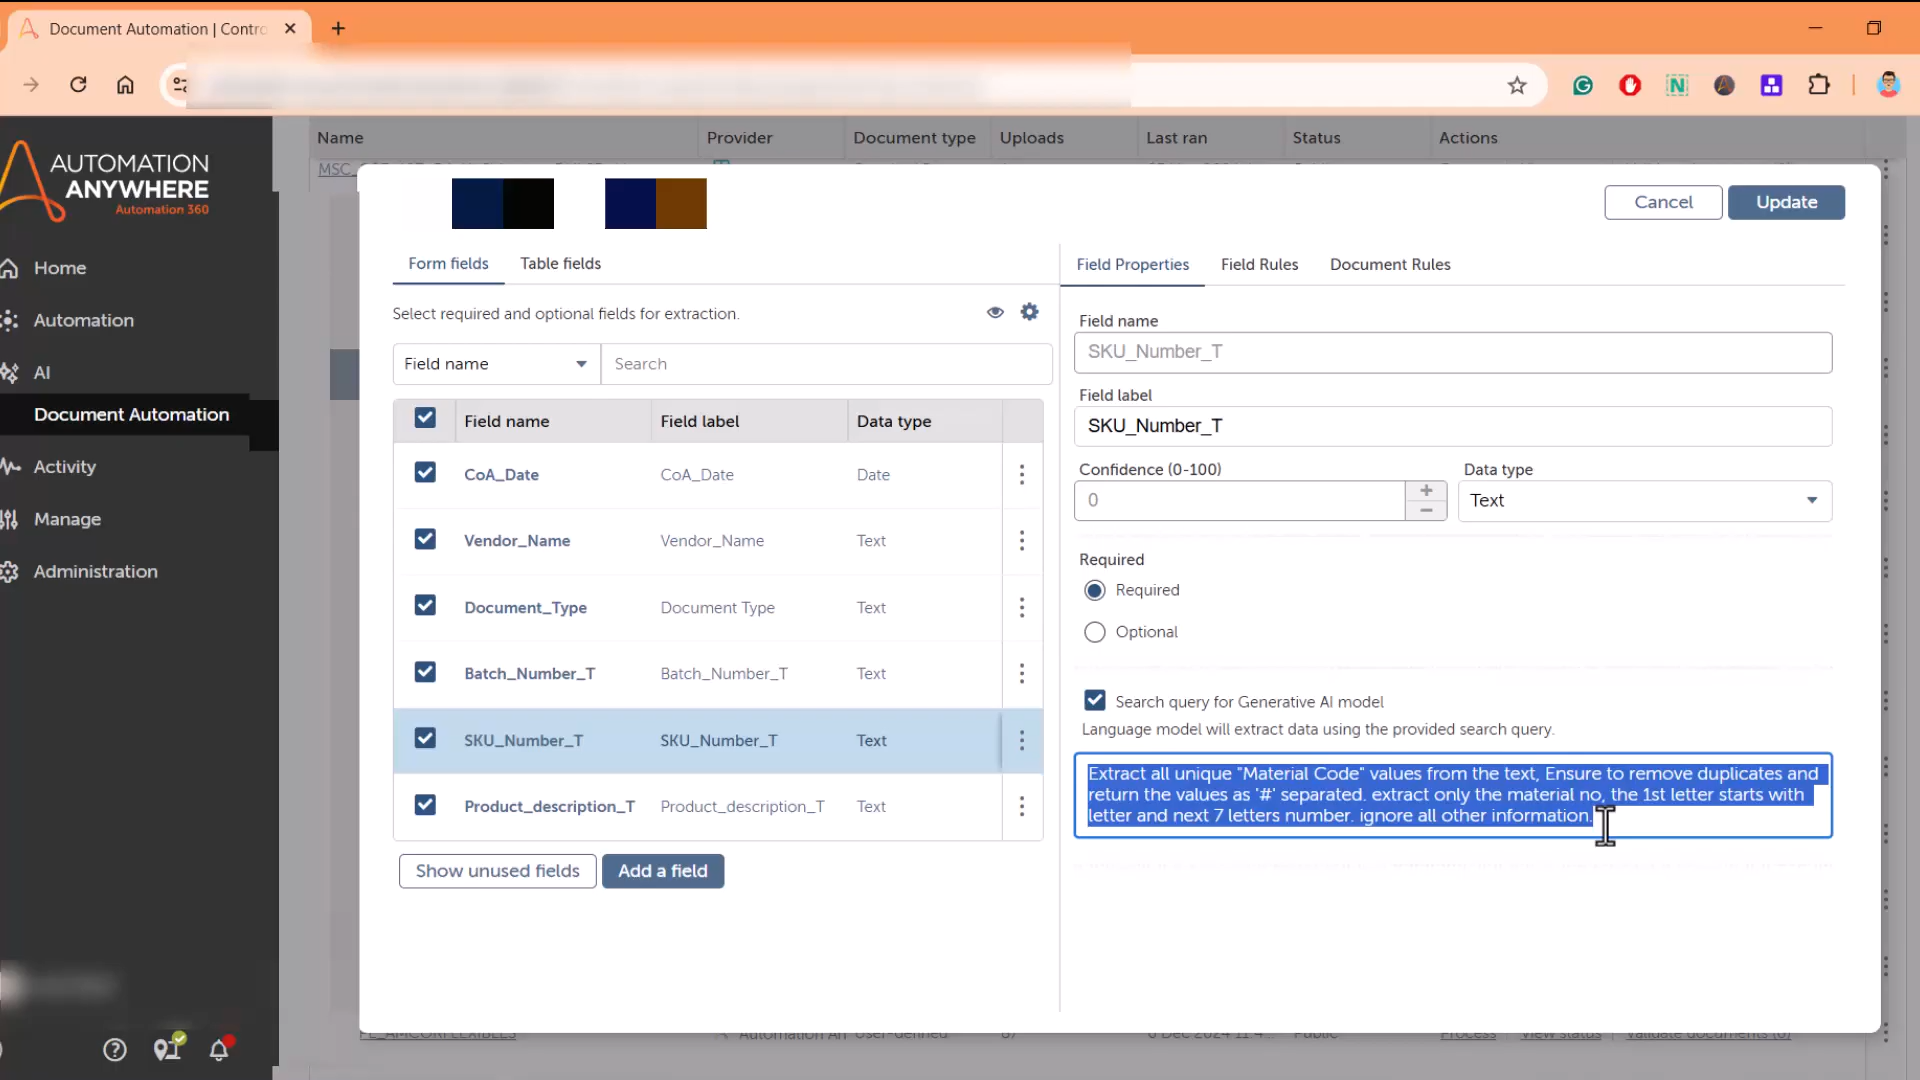 Document Automation | Contro
AUTOMATION
ANYWHERE
Automation 360
Home
Automation
AI
Document Automation
Activity
Manage
Administration
Name Provider Document type Uploads Last ran Status Actions
MSC_
Cancel Update
Form fields Table fields
Select required and optional fields for extraction.
Field name Search
Field name Field label Data type
CoA_Date CoA_Date Date
Vendor_Name Vendor_Name Text
Document_Type Document Type Text
Batch_Number_T Batch_Number_T Text
SKU_Number_T SKU_Number_T Text
Product_description_T Product_description_T Text
Show unused fields Add a field
Field Properties Field Rules Document Rules
Field name
SKU_Number_T
Field label
SKU_Number_T
Confidence (0-100) Data type
0 Text
Required
Required
Optional
Search query for Generative AI model
Language model will extract data using the provided search query.
Extract all unique "Material Code" values from the text, Ensure to remove duplicates and
return the values as '#' separated. extract only the material no, the 1st letter starts with
letter and next 7 letters number. ignore all other information.
Process View status Validate documents (0)